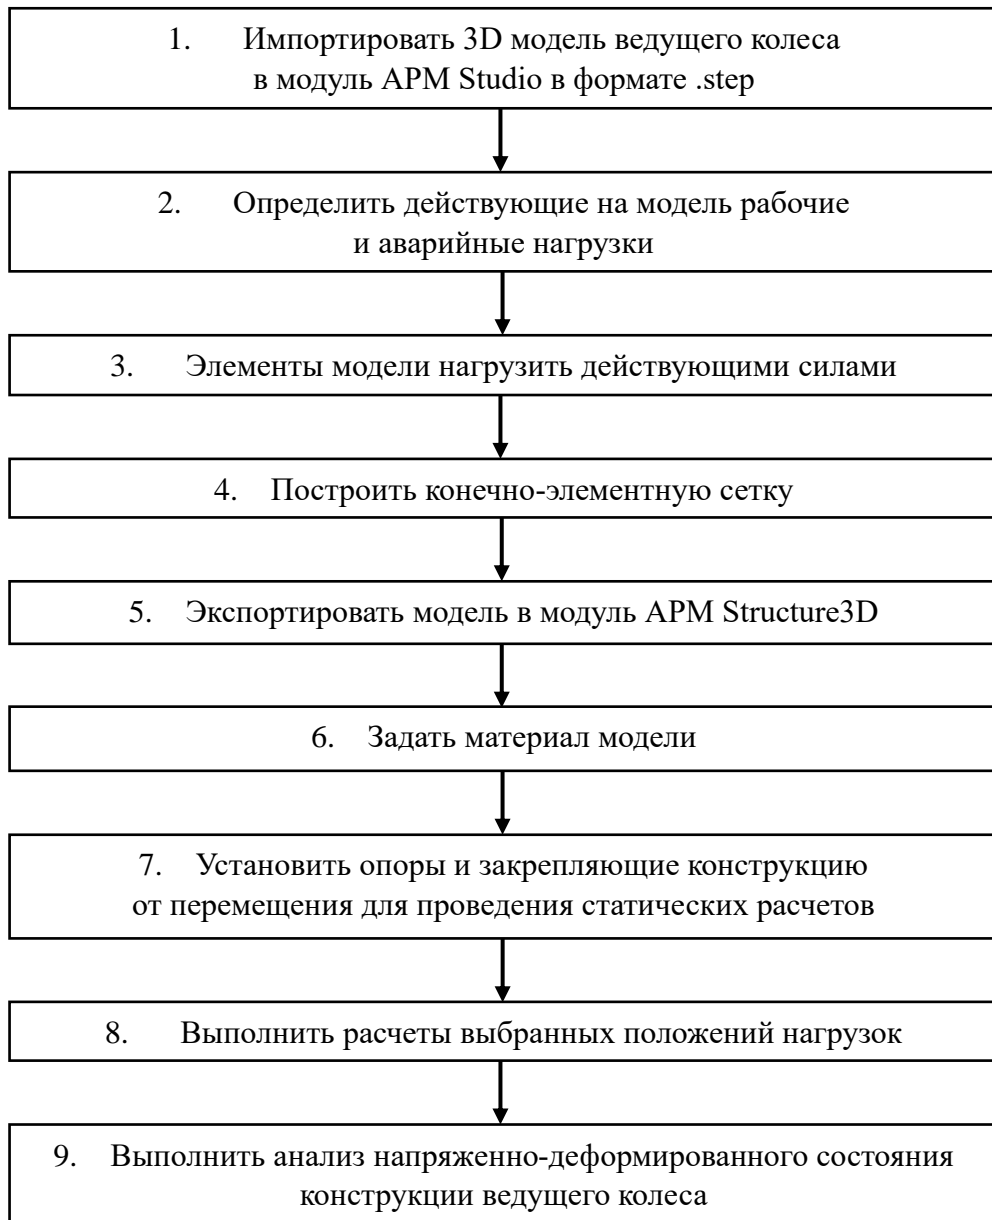 1. Импортировать 3D модель ведущего колеса
в модуль APM Studio в формате .step
2. Определить действующие на модель рабочие
и аварийные нагрузки
3. Элементы модели нагрузить действующими силами
4. Построить конечно-элементную сетку
5. Экспортировать модель в модуль APM Structure3D
6. Задать материал модели
7. Установить опоры и закрепляющие конструкцию
от перемещения для проведения статических расчетов
8. Выполнить расчеты выбранных положений нагрузок
9. Выполнить анализ напряженно-деформированного состояния
конструкции ведущего колеса